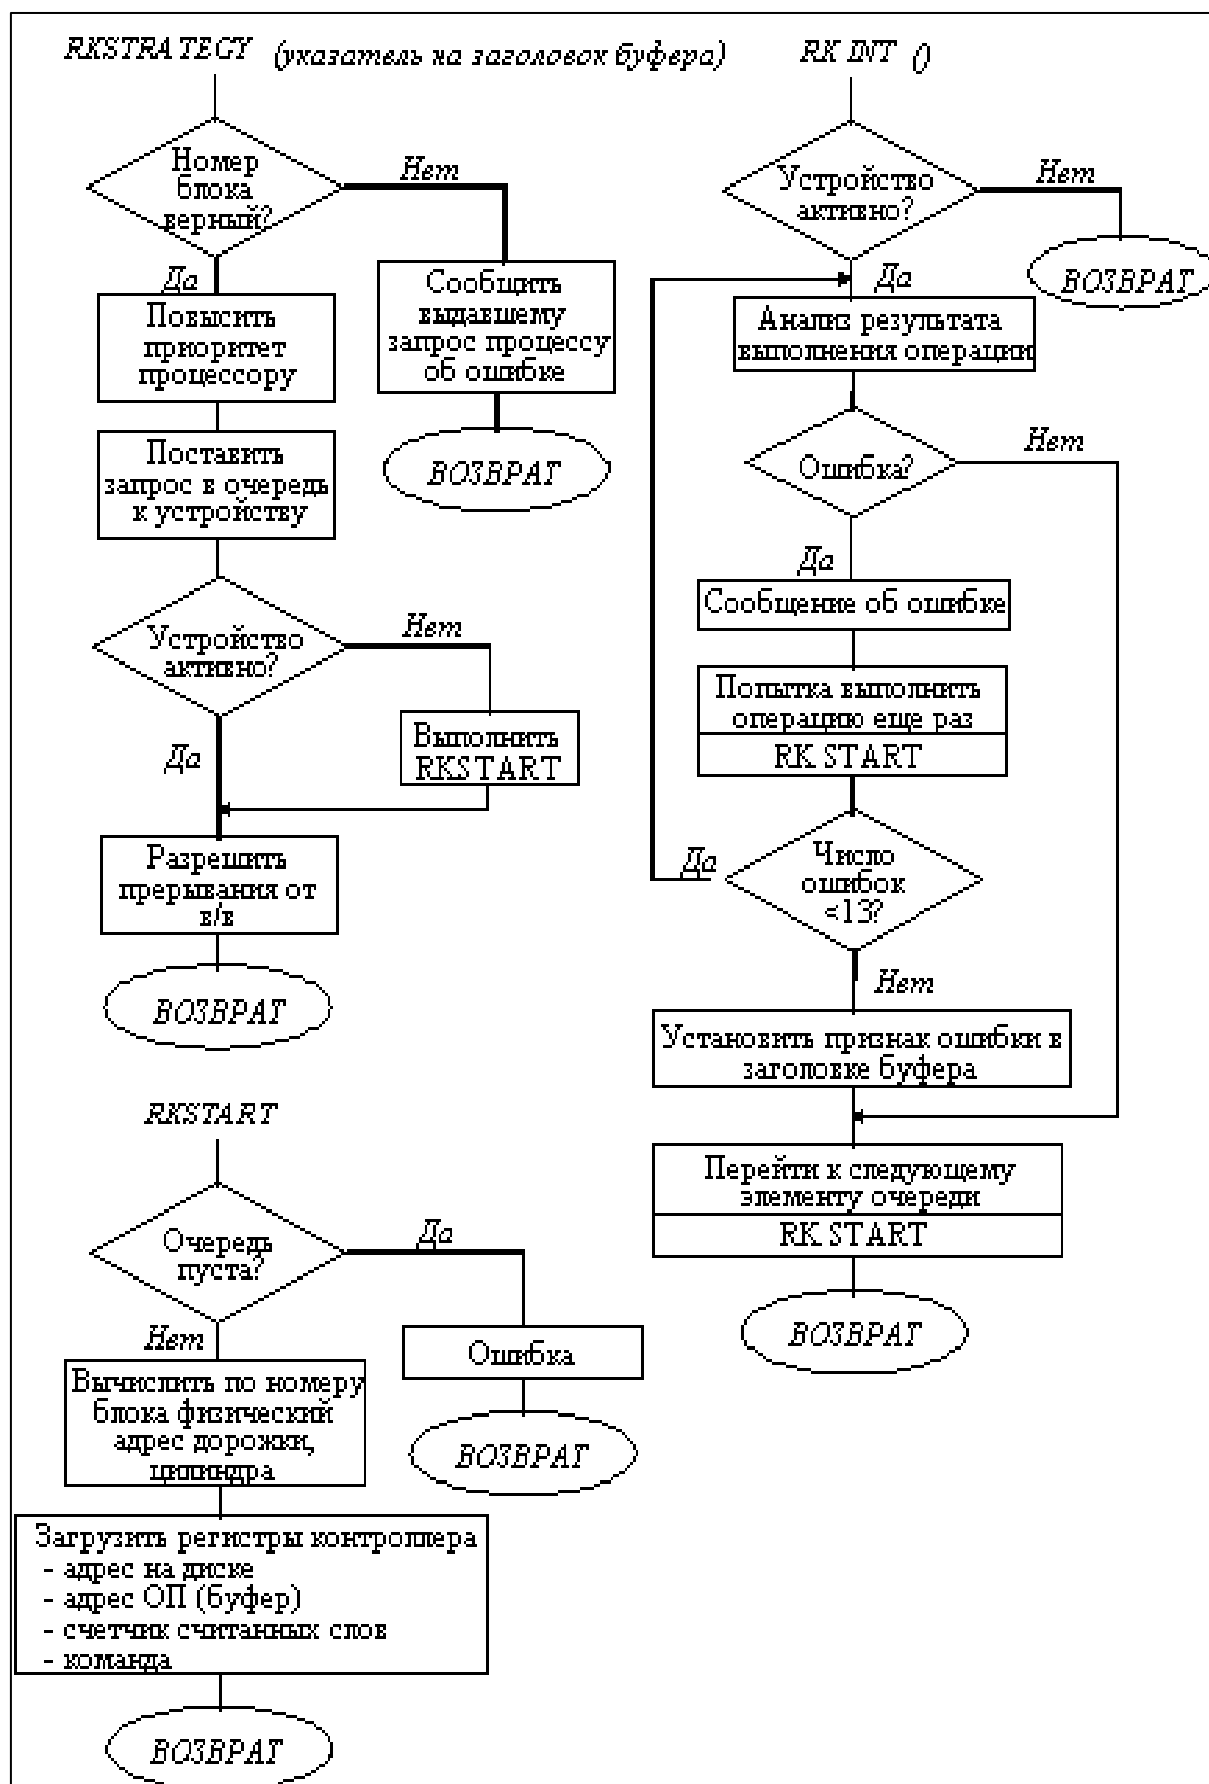 RKSTRATEGY (указатель на заголовок буфера)
Номер
блока
верный?
Нет
Да
Сообщить
выдавшему
запрос процессу
об ошибке
ВОЗВРАТ
Повысить
приоритет
процессору
Поставить
запрос в очередь
к устройству
Устройство
активно?
Нет
Да
Выполнить
RKSTART
Разрешить
прерывания от
в/в
ВОЗВРАТ
RKSTART
Очередь
пуста?
Да
Нет
Ошибка
ВОЗВРАТ
Вычислить по номеру
блока физический
адрес дорожки,
цилиндра
Загрузить регистры контроллера
- адрес на диске
- адрес ОП (буфер)
- счетчик считанных слов
- команда
ВОЗВРАТ
RK INT ()
Устройство
активно?
Нет
Да
ВОЗВРАТ
Анализ результата
выполнения операции
Ошибка?
Нет
Да
Сообщение об ошибке
Попытка выполнить
операцию еще раз
RK START
Число
ошибок
<13?
Да
Нет
Установить признак ошибки в
заголовке буфера
Перейти к следующему
элементу очереди
RK START
ВОЗВРАТ